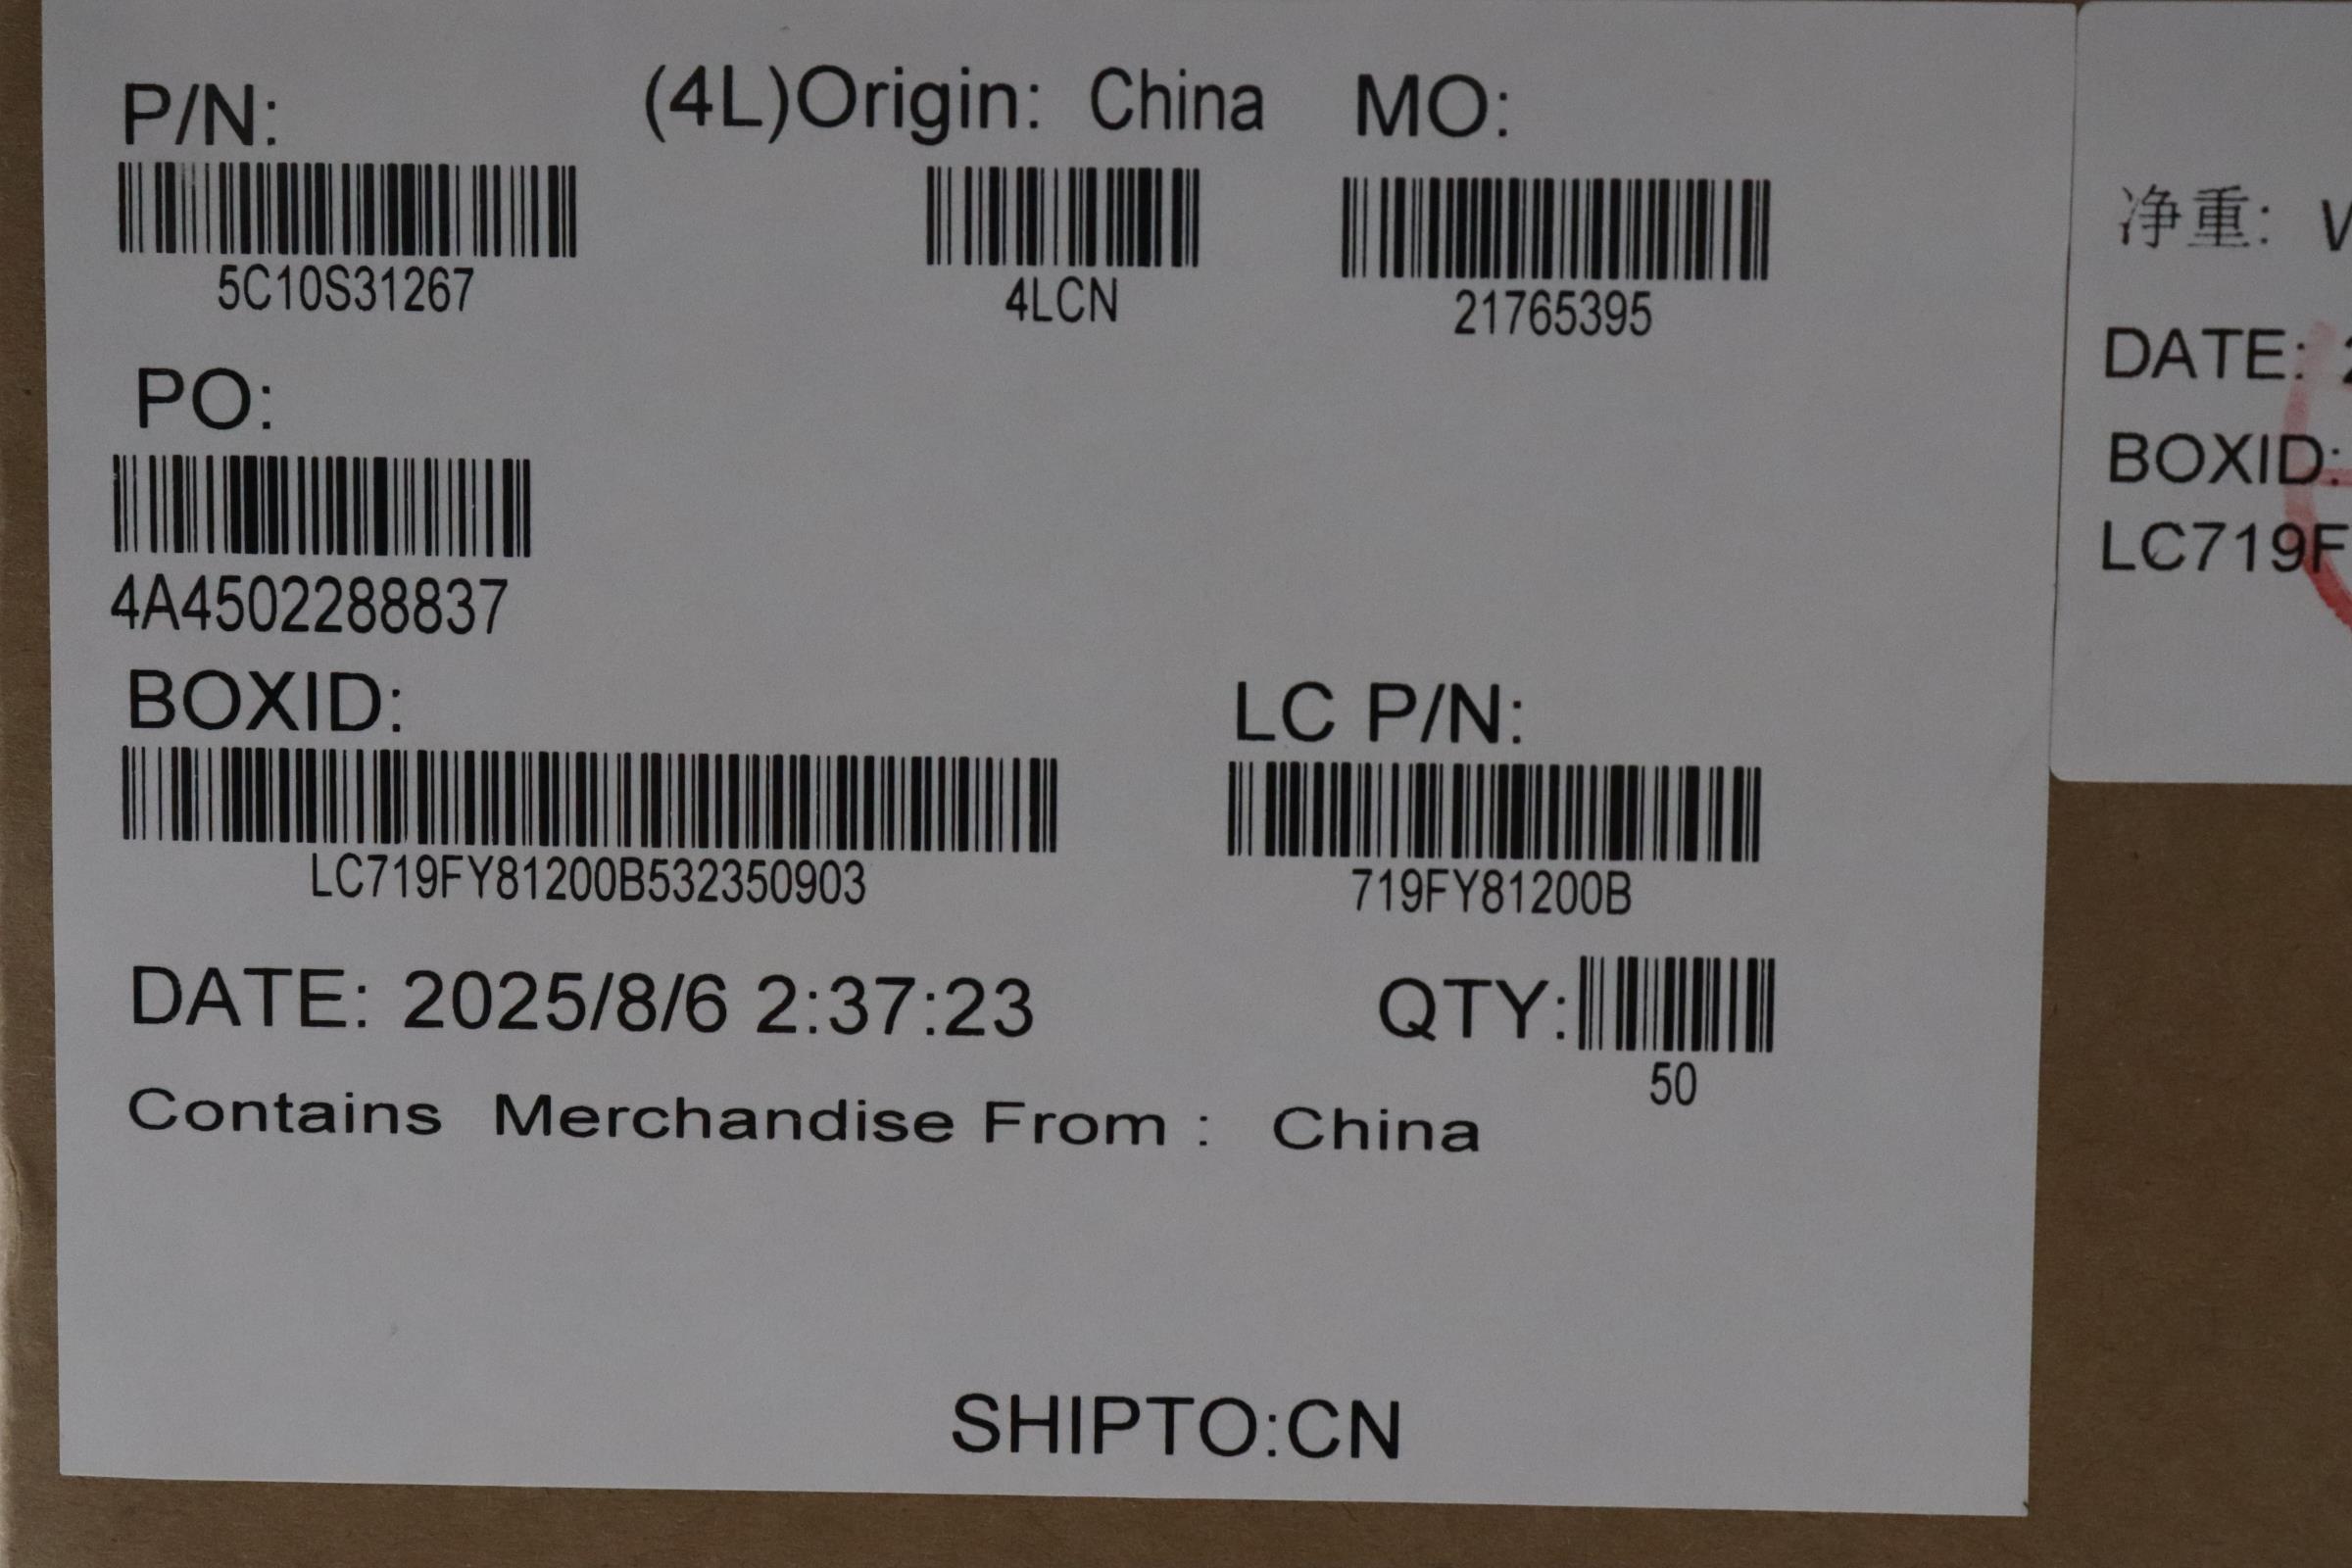 P/N:
(4L)Origin: China
MO:
5C10S31267
4LCN
21765395
PO:
4A4502288837
BOXID:
LC P/N:
LC719FY81200B532350903
719FY81200B
DATE: 2025/8/6 2:37:23
QTY:
50
Contains Merchandise From : China
SHIPTO:CN
净重:
DATE:
BOXID:
LC719F